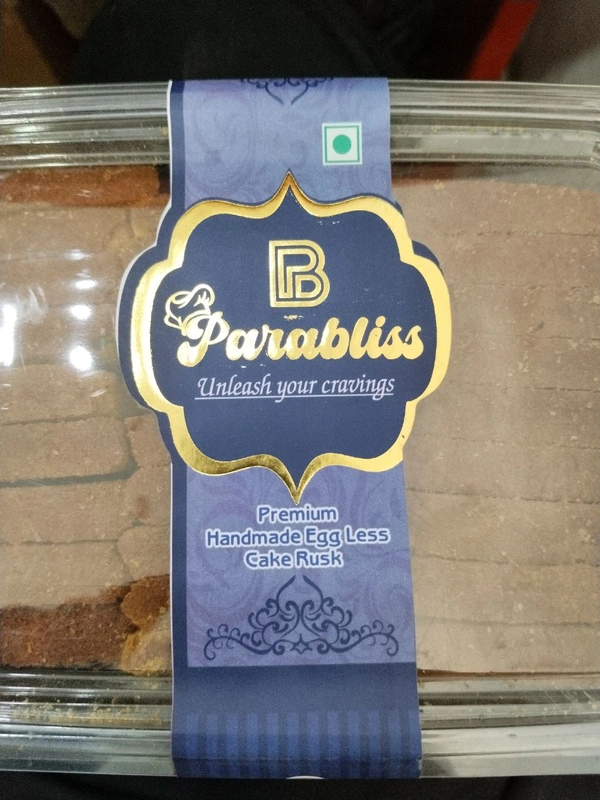 PB
Parabliss
Unleash your cravings
Premium
Handmade Egg Less
Cake Rusk